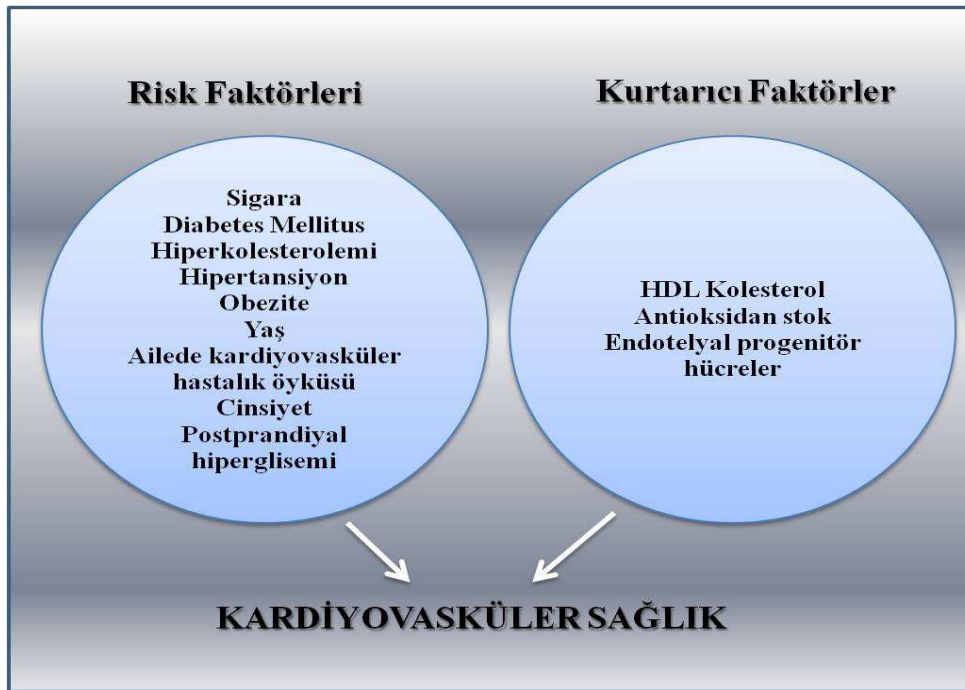 Risk Faktörleri
Sigara
Diabetes Mellitus
Hiperkolesterolemi
Hipertansiyon
Obezite
Yaş
Ailede kardiyovasküler
hastalık öyküsü
Cinsiyet
Postprandiyal
hiperglisemi
Kurtarıcı Faktörler
HDL Kolesterol
Antioksidan stok
Endotelyal progenitör
hücreler
KARDİYOVASKÜLER SAĞLIK